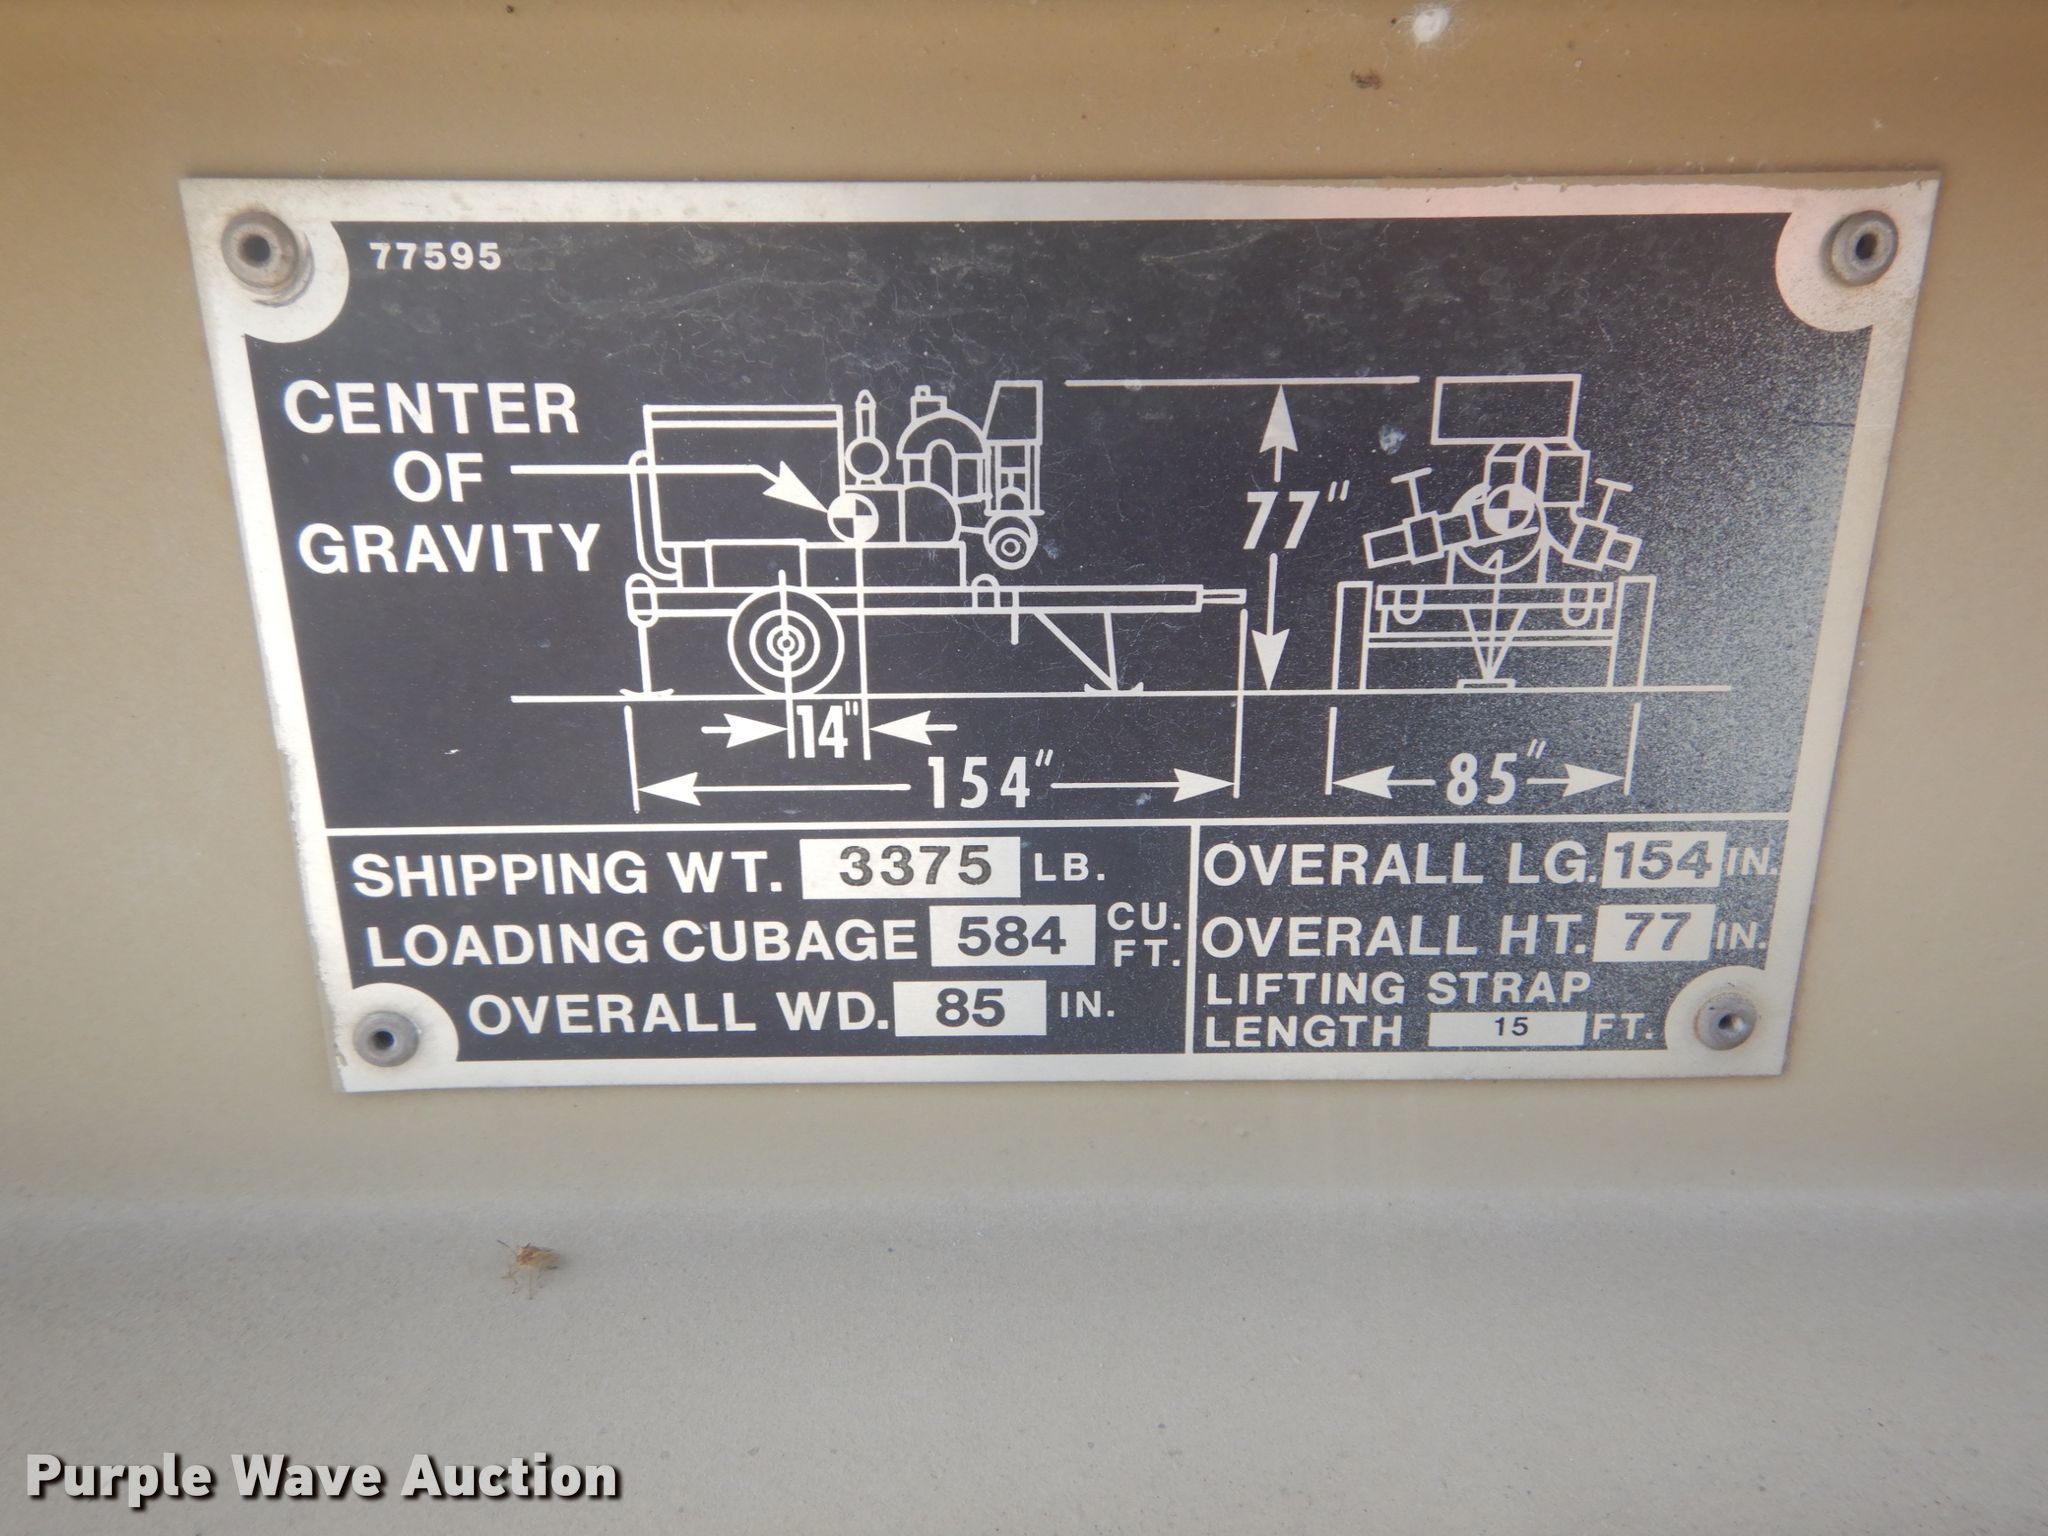 77595
CENTER
OF
GRAVITY
77"
14"
154"
85"
SHIPPING WT. 3375 LB.
LOADING CUBAGE 584 CU. FT.
OVERALL WD. 85 IN.
OVERALL LG. 154 IN.
OVERALL HT. 77 IN.
LIFTING STRAP
LENGTH 15 FT.
Purple Wave Auction